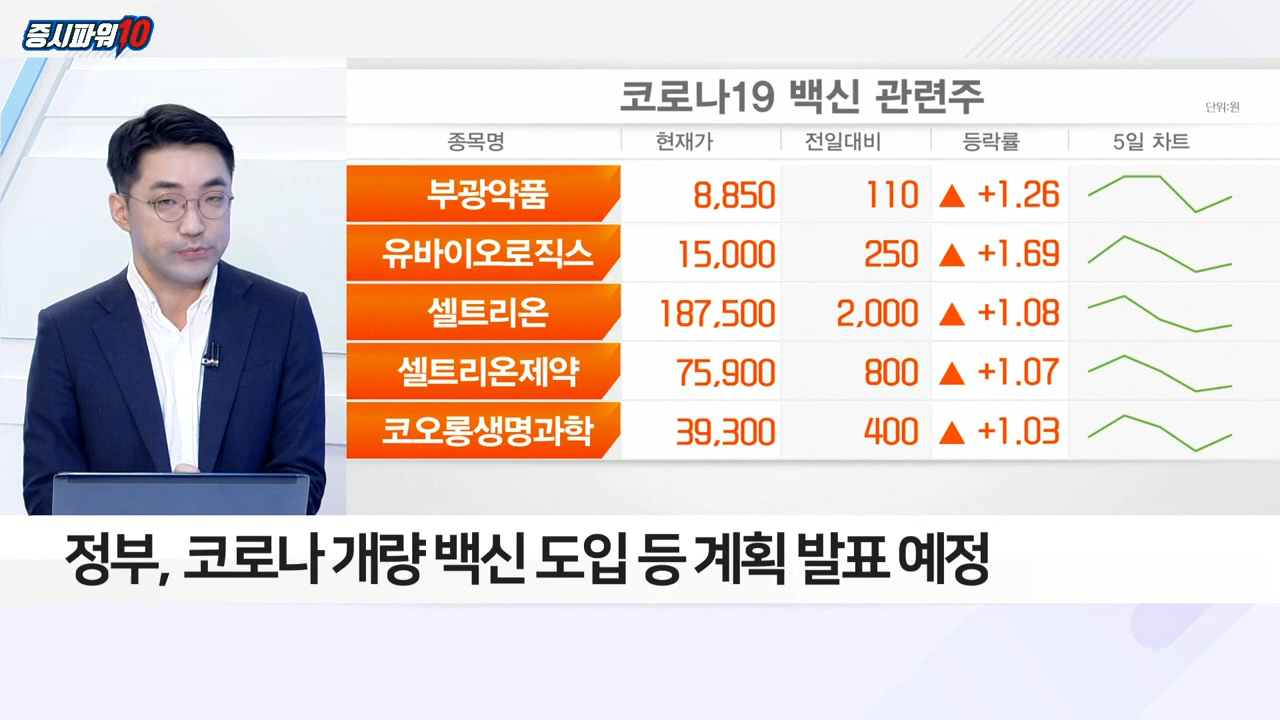 증시파워10
코로나19 백신 관련주
단위:원
종목명 현재가 전일대비 등락률 5일 차트
부광약품 8,850 110 ▲ +1.26
유바이오로직스 15,000 250 ▲ +1.69
셀트리온 187,500 2,000 ▲ +1.08
셀트리온제약 75,900 800 ▲ +1.07
코오롱생명과학 39,300 400 ▲ +1.03
정부, 코로나 개량 백신 도입 등 계획 발표 예정